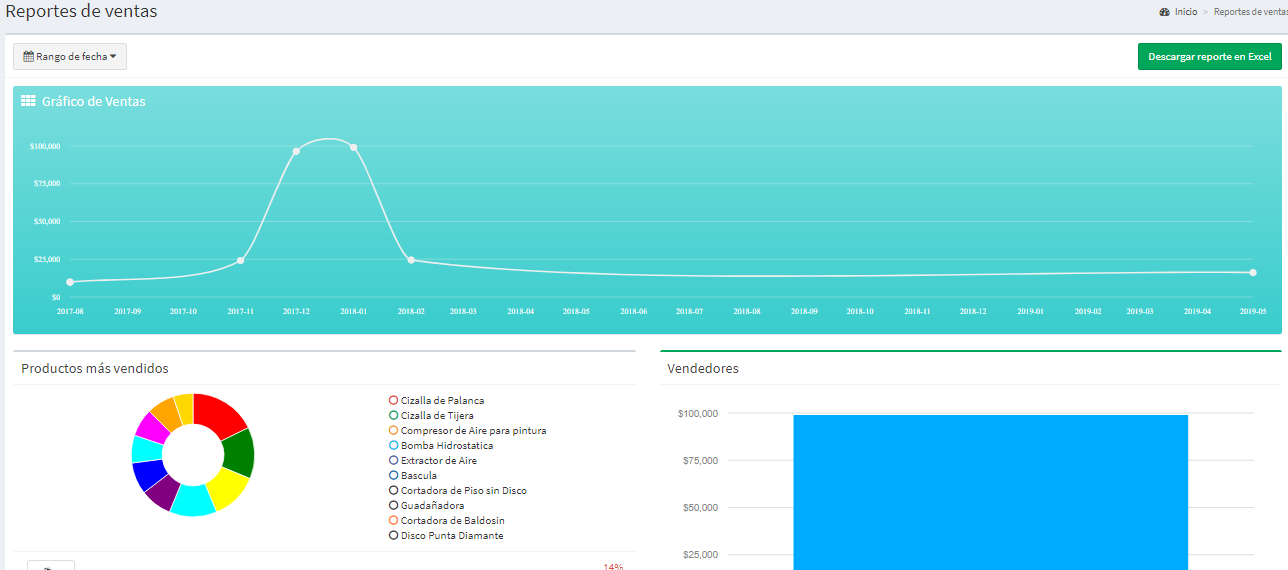 Reportes de ventas
Inicio > Reportes de ventas
Rango de fecha
Descargar reporte en Excel
Gráfico de Ventas
$100,000
$75,000
$50,000
$25,000
$0
2017-08 2017-09 2017-10 2017-11 2017-12 2018-01 2018-02 2018-03 2018-04 2018-05 2018-06 2018-07 2018-08 2018-09 2018-10 2018-11 2018-12 2019-01 2019-02 2019-03 2019-04 2019-05
Productos más vendidos
Cizalla de Palanca
Cizalla de Tijera
Compresor de Aire para pintura
Bomba Hidrostatica
Extractor de Aire
Bascula
Cortadora de Piso sin Disco
Guadañadora
Cortadora de Baldosin
Disco Punta Diamante
14%
Vendedores
$100,000
$75,000
$50,000
$25,000